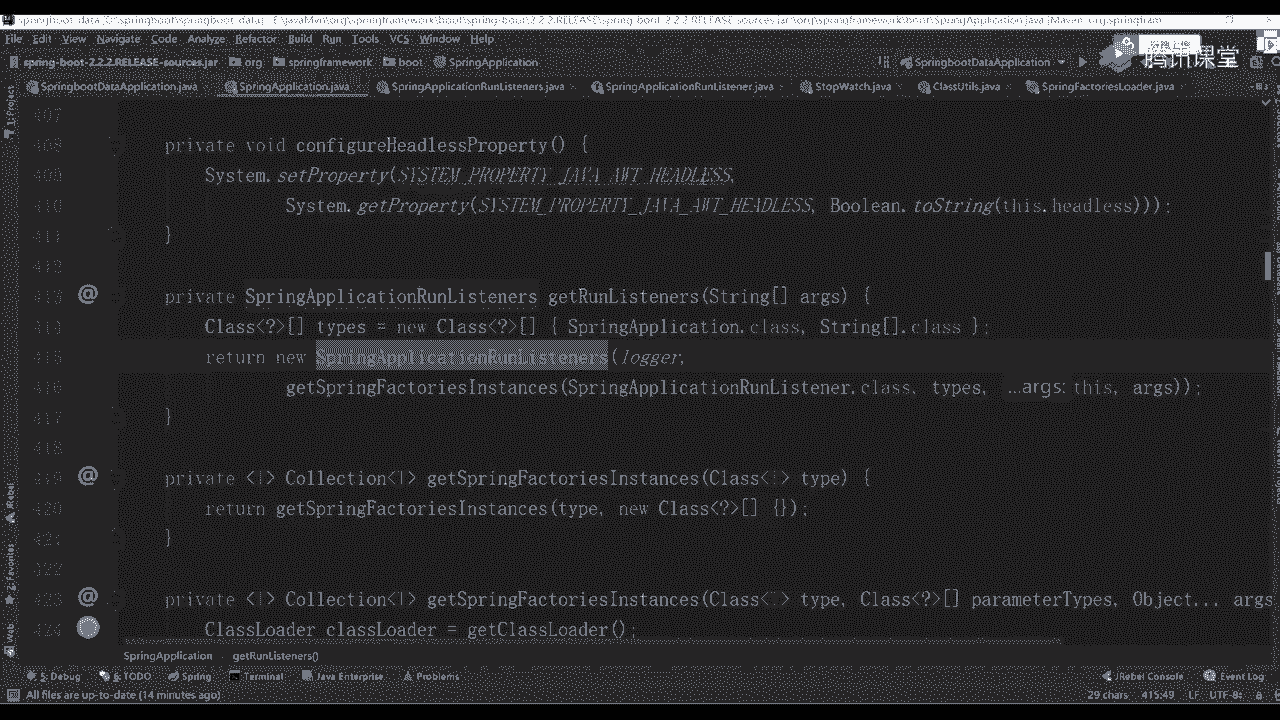 springboot_data [D:\springboot\springboot_data] - E:\JavaMvn\org\springframework\boot\spring-boot\2.2.2.RELEASE\spring-boot-2.2.2.RELEASE-sources.jar!\org\springframework\boot\SpringApplication.java [Maven: org.springfram
File Edit View Navigate Code Analyze Refactor Build Run Tools VCS Window Help
腾讯课堂
spring-boot-2.2.2.RELEASE-sources.jar org springframework boot SpringApplication SpringbootDataApplication
SpringbootDataApplication.java SpringApplication.java SpringApplicationRunListeners.java SpringApplicationRunListener.java StopWatch.java ClassUtils.java SpringFactoriesLoader.java
1: Project
407
408 private void configureHeadlessProperty() {
409 System.setProperty(SYSTEM_PROPERTY_JAVA_AWT_HEADLESS,
410 System.getProperty(SYSTEM_PROPERTY_JAVA_AWT_HEADLESS, Boolean.toString(this.headless)));
411 }
412
413 @ private SpringApplicationRunListeners getRunListeners(String[] args) {
414 Class<?>[] types = new Class<?>[] { SpringApplication.class, String[].class };
415 return new SpringApplicationRunListeners(logger,
416 getSpringFactoriesInstances(SpringApplicationRunListener.class, types, ...args: this, args));
417 }
418
419 @ private <T> Collection<T> getSpringFactoriesInstances(Class<T> type) {
420 return getSpringFactoriesInstances(type, new Class<?>[] {});
421 }
422
423 @ private <T> Collection<T> getSpringFactoriesInstances(Class<T> type, Class<?>[] parameterTypes, Object... args
424 ClassLoader classLoader = getClassLoader();
JRebel
2: Favorites
Web
SpringApplication getRunListeners()
5: Debug 6: TODO Spring Terminal Java Enterprise Problems JRebel Console Event Log
All files are up-to-date (14 minutes ago) 29 chars 415:49 LF UTF-8